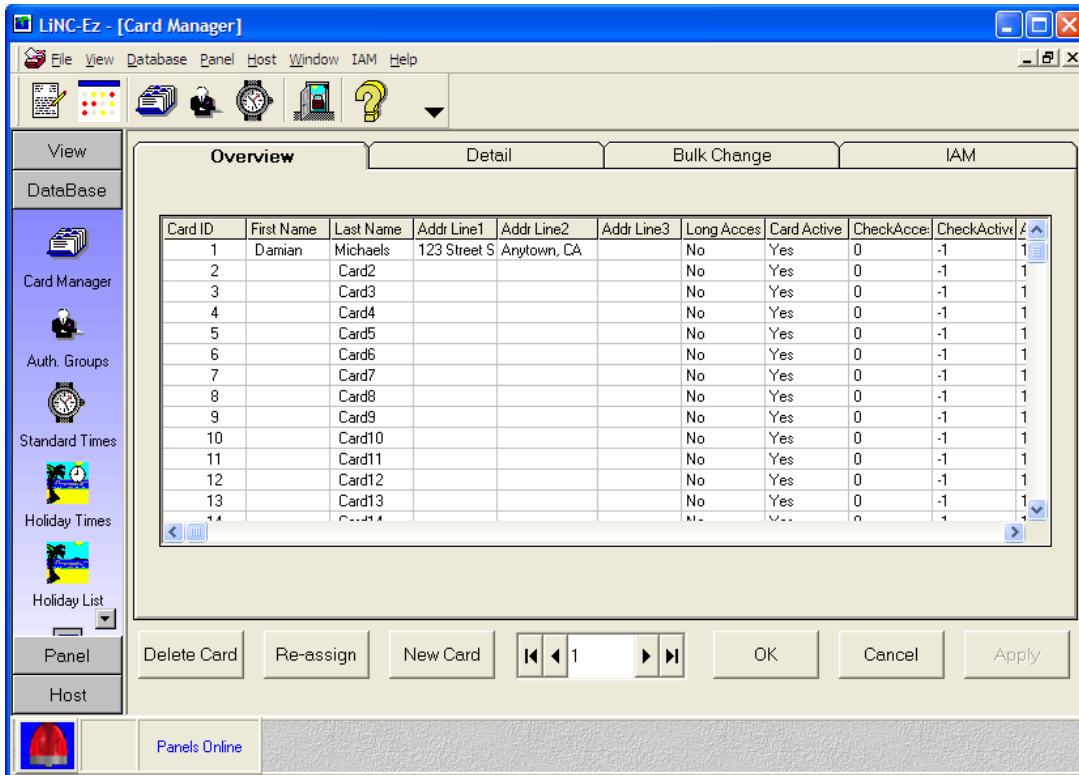 LiNC-Ez - [Card Manager]
File View Database Panel Host Window IAM Help
View
DataBase
Card Manager
Auth. Groups
Standard Times
Holiday Times
Holiday List
Panel
Host
Overview Detail Bulk Change IAM
Card ID First Name Last Name Addr Line1 Addr Line2 Addr Line3 Long Acces Card Active CheckAcce CheckActive
1 Damian Michaels 123 Street S Anytown, CA No Yes 0 -1 1
2 Card2 No Yes 0 -1 1
3 Card3 No Yes 0 -1 1
4 Card4 No Yes 0 -1 1
5 Card5 No Yes 0 -1 1
6 Card6 No Yes 0 -1 1
7 Card7 No Yes 0 -1 1
8 Card8 No Yes 0 -1 1
9 Card9 No Yes 0 -1 1
10 Card10 No Yes 0 -1 1
11 Card11 No Yes 0 -1 1
12 Card12 No Yes 0 -1 1
13 Card13 No Yes 0 -1 1
Delete Card Re-assign New Card 1 OK Cancel Apply
Panels Online